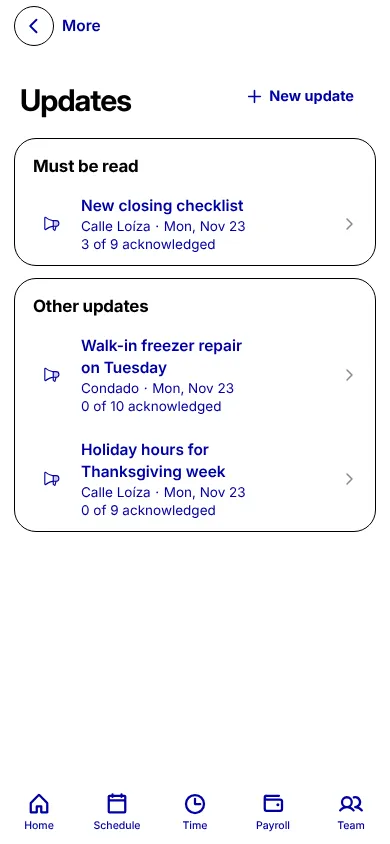 More
Updates
New update
Must be read
New closing checklist
Calle Loíza · Mon, Nov 23
3 of 9 acknowledged
Other updates
Walk-in freezer repair
on Tuesday
Condado · Mon, Nov 23
0 of 10 acknowledged
Holiday hours for
Thanksgiving week
Calle Loíza · Mon, Nov 23
0 of 9 acknowledged
Home
Schedule
Time
Payroll
Team